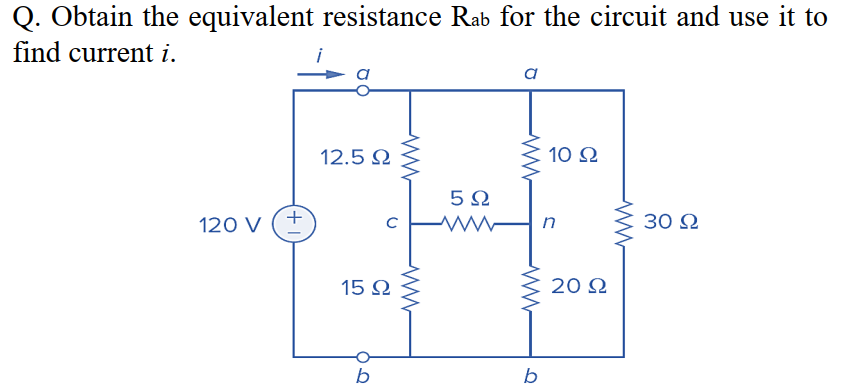 Q. Obtain the equivalent resistance Rab for the circuit and use it to
find current i.
i
a
a
12.5 Ω
10 Ω
5 Ω
120 V
+
−
c
n
30 Ω
15 Ω
20 Ω
b
b